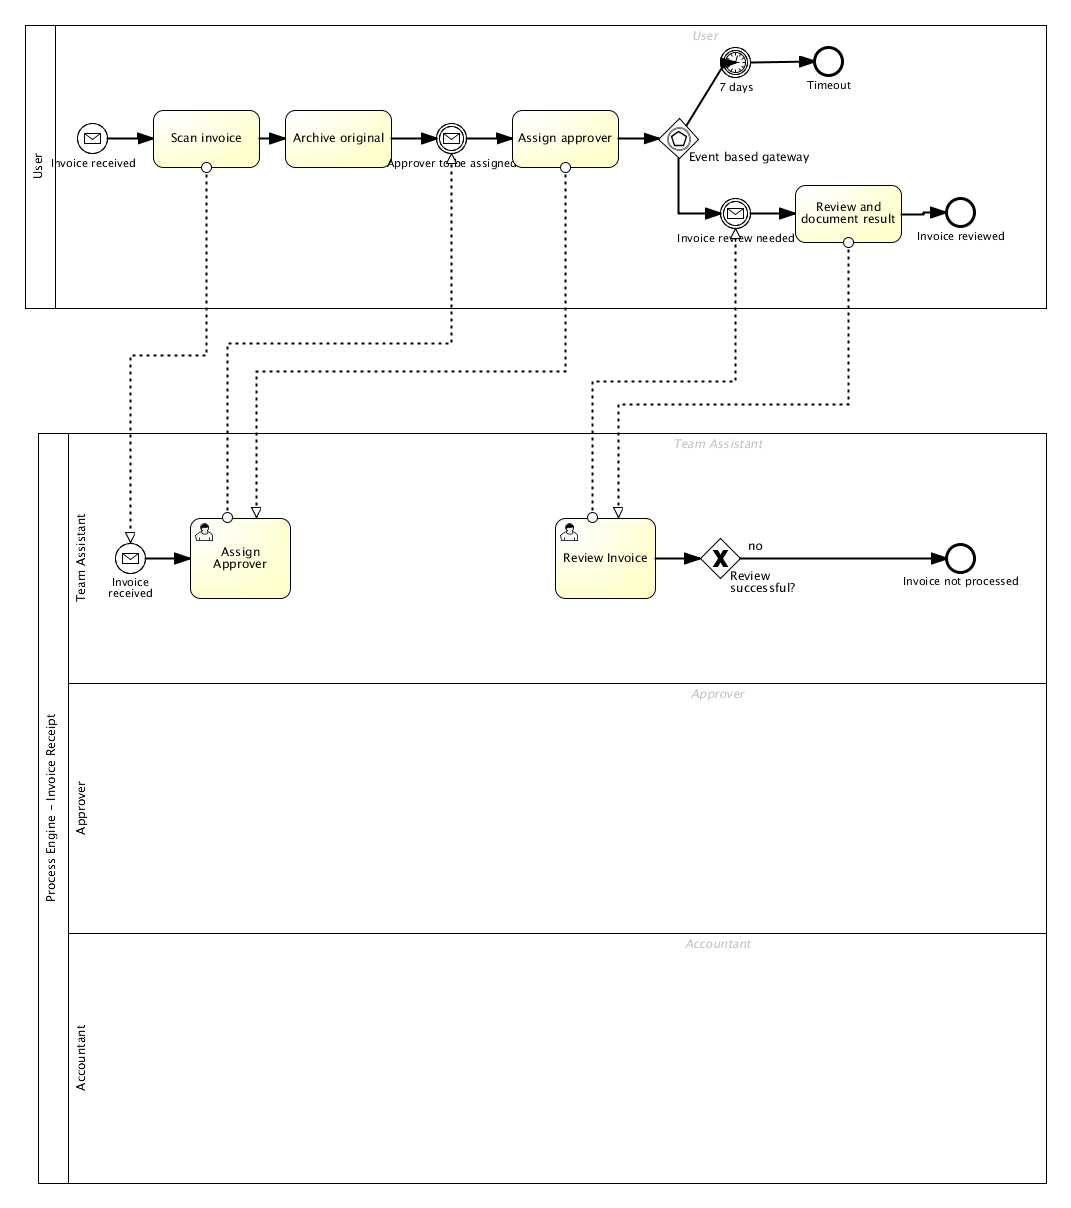 User
User
7 days
Timeout
Scan invoice
Archive original
Assign approver
Invoice received
Approver to be assigned
Event based gateway
Review and
document result
Invoice review needed
Invoice reviewed
Process Engine - Invoice Receipt
Team Assistant
Team Assistant
Assign
Approver
Invoice
received
Review Invoice
no
Review
successful?
Invoice not processed
Approver
Approver
Accountant
Accountant